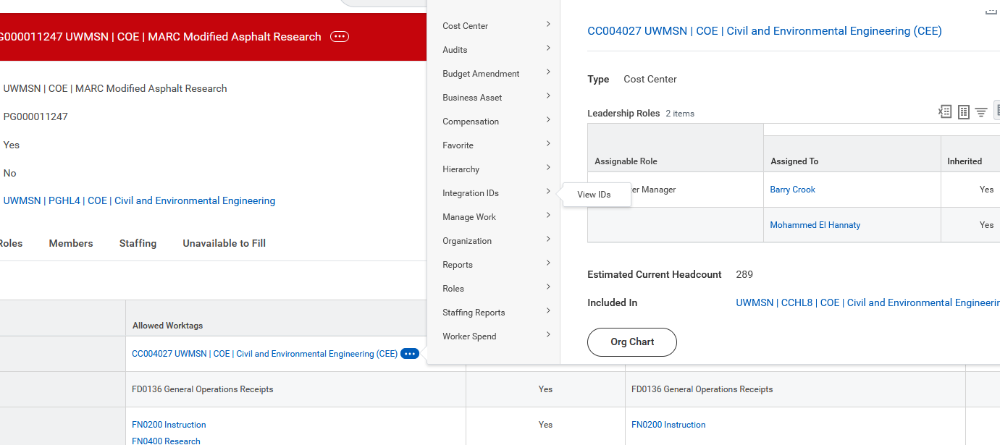 G000011247 UWMSN | COE | MARC Modified Asphalt Research
UWMSN | COE | MARC Modified Asphalt Research
PG000011247
Yes
No
UWMSN | PGHL4 | COE | Civil and Environmental Engineering
Roles Members Staffing Unavailable to Fill
Allowed Worktags
CC004027 UWMSN | COE | Civil and Environmental Engineering (CEE)
FD0136 General Operations Receipts Yes FD0136 General Operations Receipts
FN0200 Instruction Yes FN0200 Instruction
FN0400 Research
Cost Center
Audits
Budget Amendment
Business Asset
Compensation
Favorite
Hierarchy
Integration IDs
Manage Work
Organization
Reports
Roles
Staffing Reports
Worker Spend
View IDs
CC004027 UWMSN | COE | Civil and Environmental Engineering (CEE)
Type Cost Center
Leadership Roles 2 items
Assignable Role Assigned To Inherited
er Manager Barry Crook Yes
Mohammed El Hannaty Yes
Estimated Current Headcount 289
Included In UWMSN | CCHL8 | COE | Civil and Environmental Engineerin
Org Chart